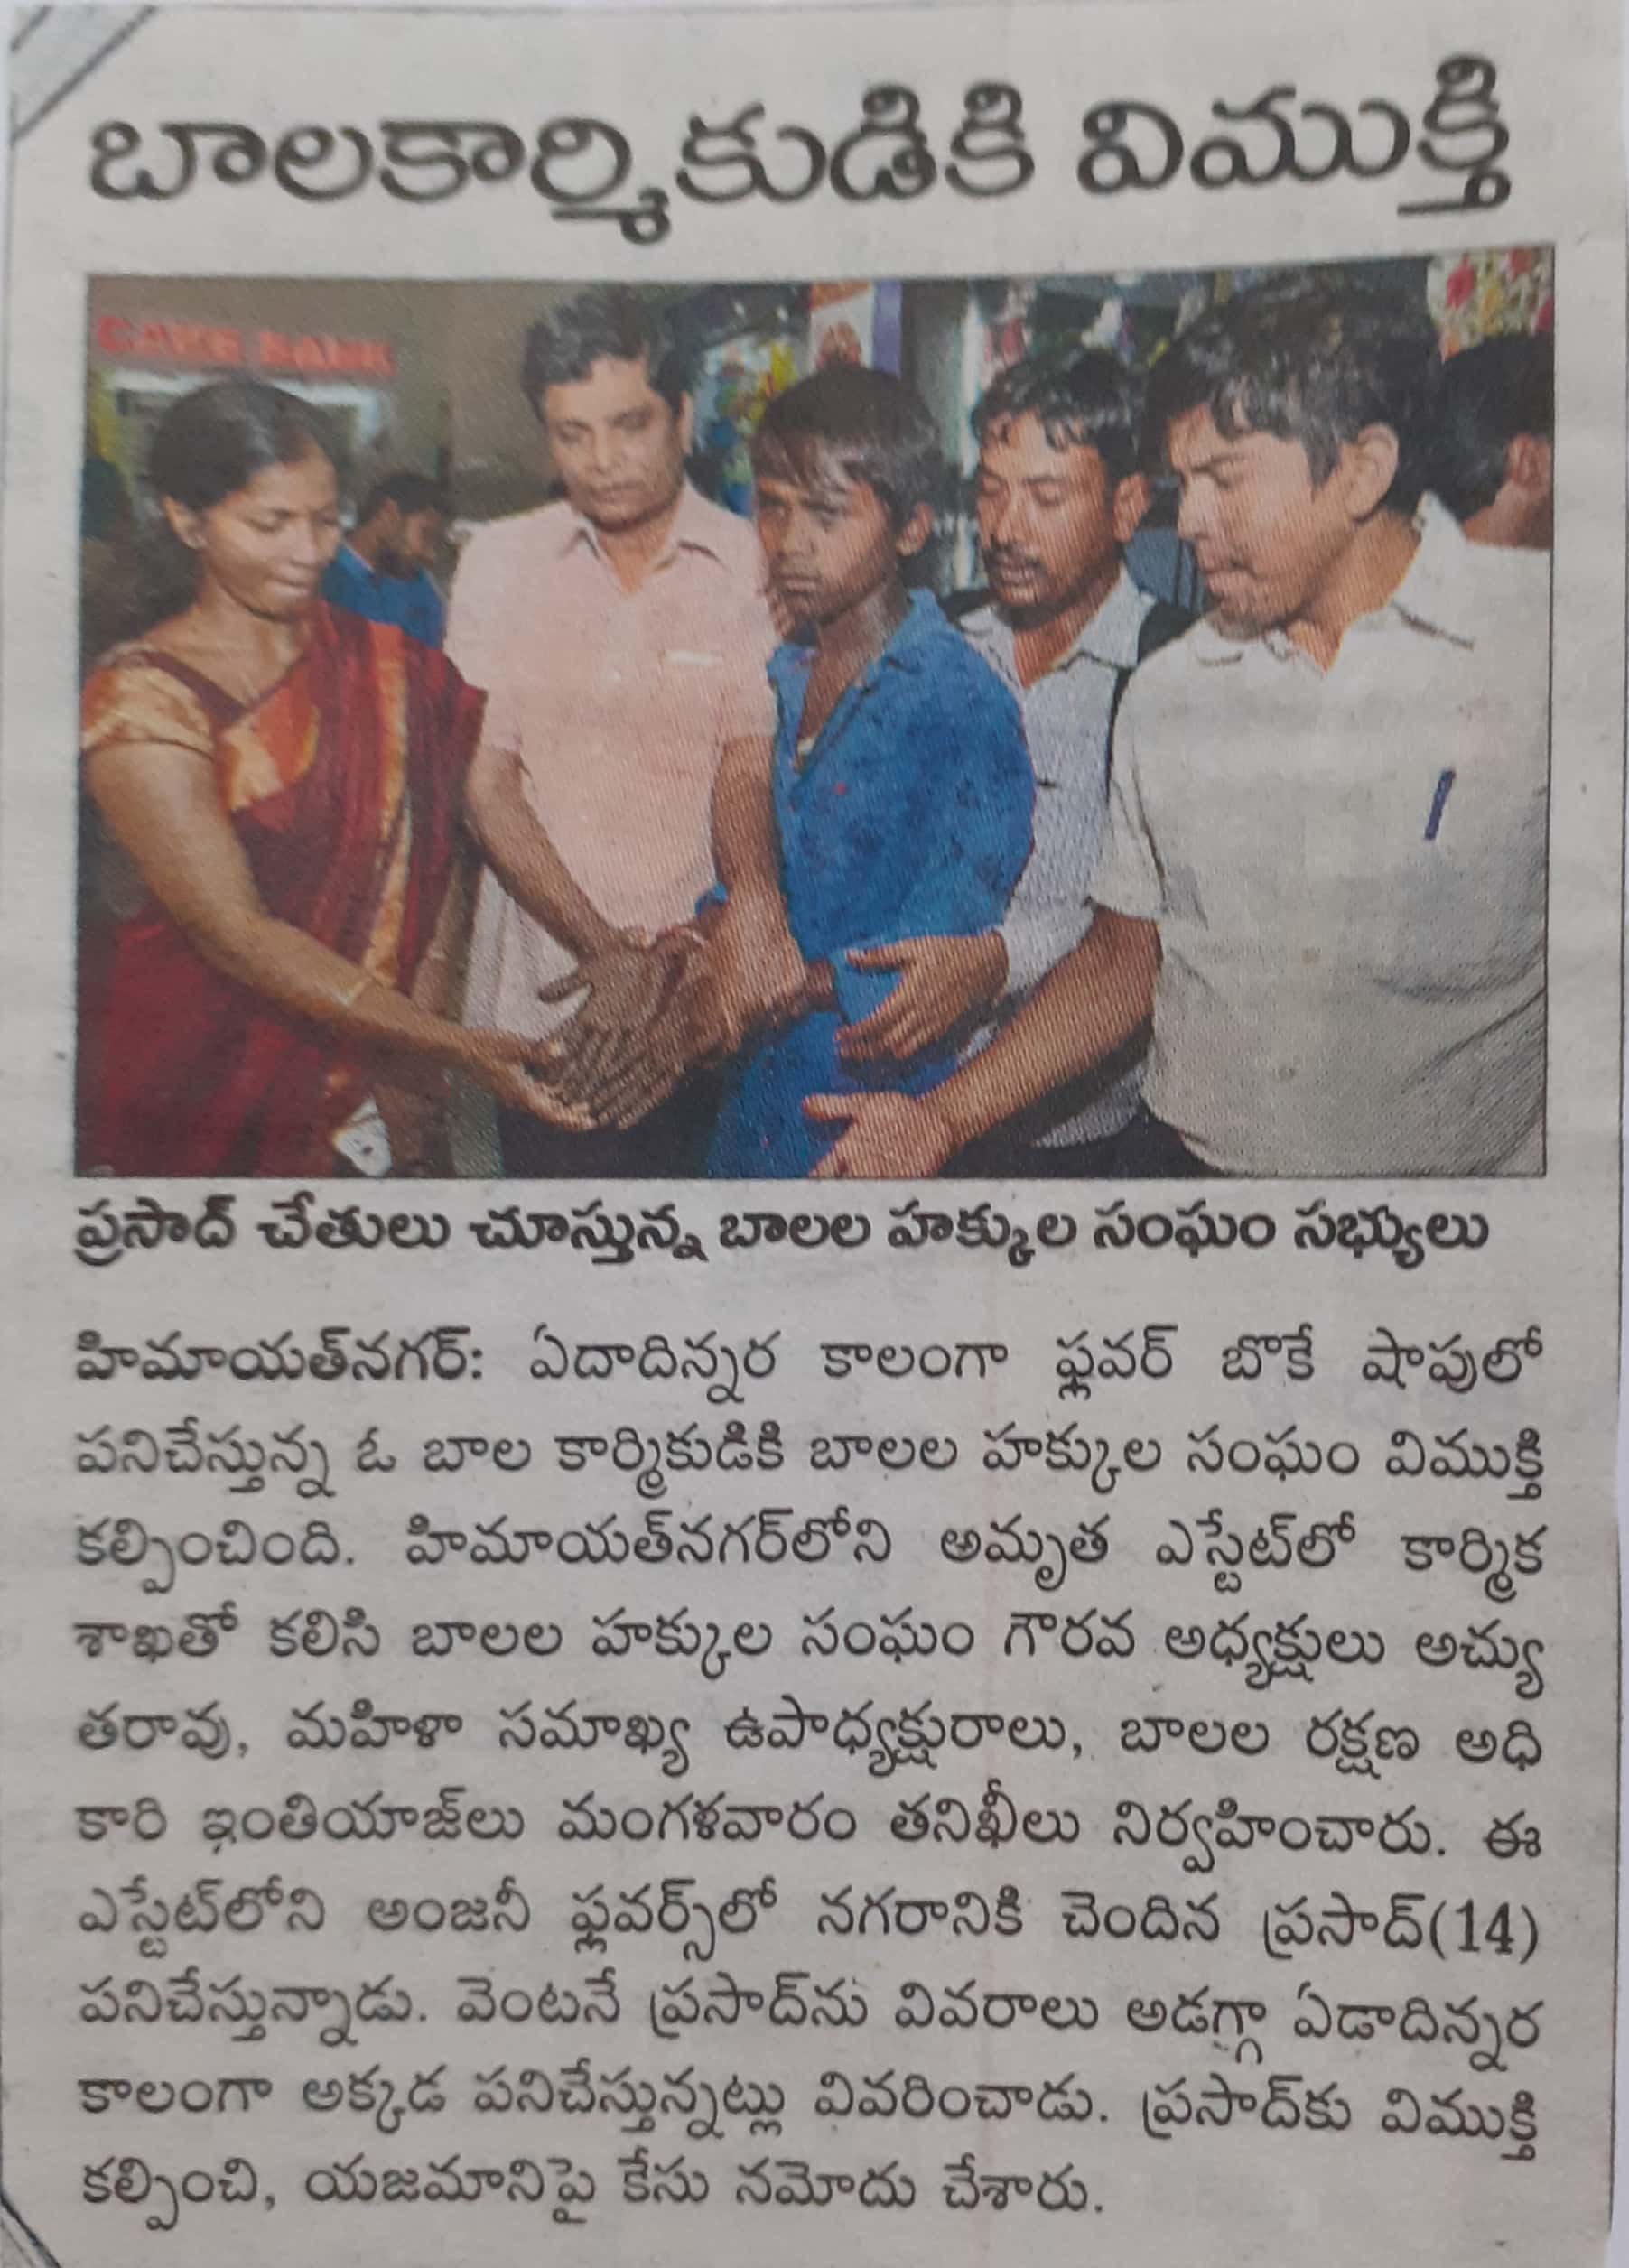 బాలకార్మికుడికి విముక్తి
CAKE BANK
ప్రసాద్ చేతులు చూస్తున్న బాలల హక్కుల సంఘం సభ్యులు
హిమాయత్‌నగర్: ఏదాదిన్నర కాలంగా ఫ్లవర్ బొకే షాపులో
పనిచేస్తున్న ఓ బాల కార్మికుడికి బాలల హక్కుల సంఘం విముక్తి
కల్పించింది. హిమాయత్‌నగర్‌లోని అమృత ఎస్టేట్‌లో కార్మిక
శాఖతో కలిసి బాలల హక్కుల సంఘం గౌరవ అధ్యక్షులు అచ్యు
తరావు, మహిళా సమాఖ్య ఉపాధ్యక్షురాలు, బాలల రక్షణ అధి
కారి ఇంతియాజ్‌లు మంగళవారం తనిఖీలు నిర్వహించారు. ఈ
ఎస్టేట్‌లోని అంజనీ ఫ్లవర్స్‌లో నగరానికి చెందిన ప్రసాద్(14)
పనిచేస్తున్నాడు. వెంటనే ప్రసాద్‌ను వివరాలు అడగ్గా ఏడాదిన్నర
కాలంగా అక్కడ పనిచేస్తున్నట్లు వివరించాడు. ప్రసాద్‌కు విముక్తి
కల్పించి, యజమానిపై కేసు నమోదు చేశారు.